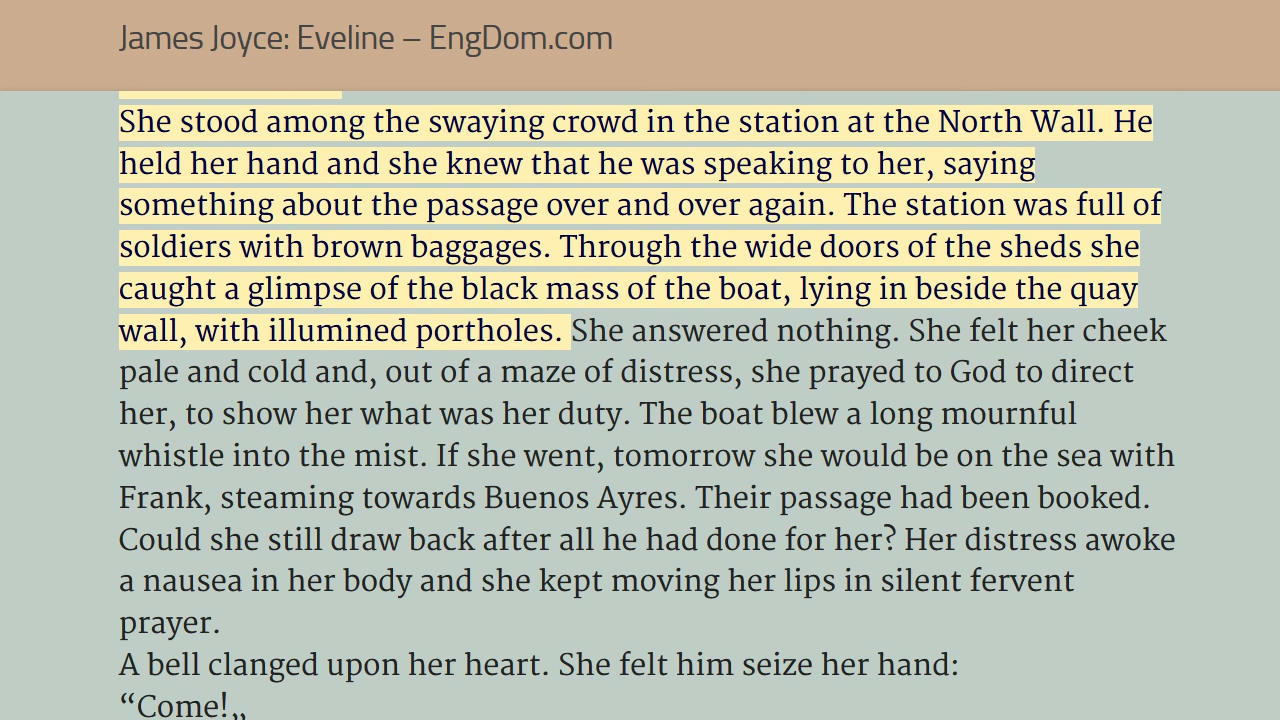 James Joyce: Eveline – EngDom.com
She stood among the swaying crowd in the station at the North Wall. He
held her hand and she knew that he was speaking to her, saying
something about the passage over and over again. The station was full of
soldiers with brown baggages. Through the wide doors of the sheds she
caught a glimpse of the black mass of the boat, lying in beside the quay
wall, with illumined portholes. She answered nothing. She felt her cheek
pale and cold and, out of a maze of distress, she prayed to God to direct
her, to show her what was her duty. The boat blew a long mournful
whistle into the mist. If she went, tomorrow she would be on the sea with
Frank, steaming towards Buenos Ayres. Their passage had been booked.
Could she still draw back after all he had done for her? Her distress awoke
a nausea in her body and she kept moving her lips in silent fervent
prayer.
A bell clanged upon her heart. She felt him seize her hand:
“Come!„